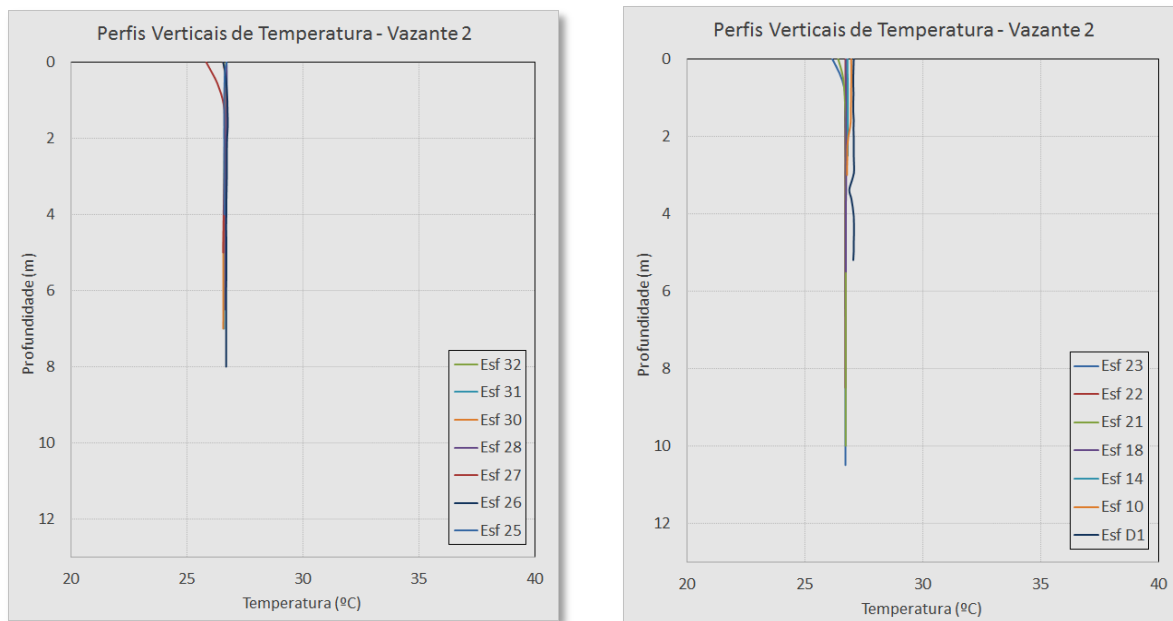 Perfis Verticais de Temperatura - Vazante 2
0
2
4
6
8
10
12
Profundidade (m)
20 25 30 35 40
Temperatura (ºC)
Esf 32
Esf 31
Esf 30
Esf 28
Esf 27
Esf 26
Esf 25
Perfis Verticais de Temperatura - Vazante 2
0
2
4
6
8
10
12
Profundidade (m)
20 25 30 35 40
Temperatura (ºC)
Esf 23
Esf 22
Esf 21
Esf 18
Esf 14
Esf 10
Esf D1